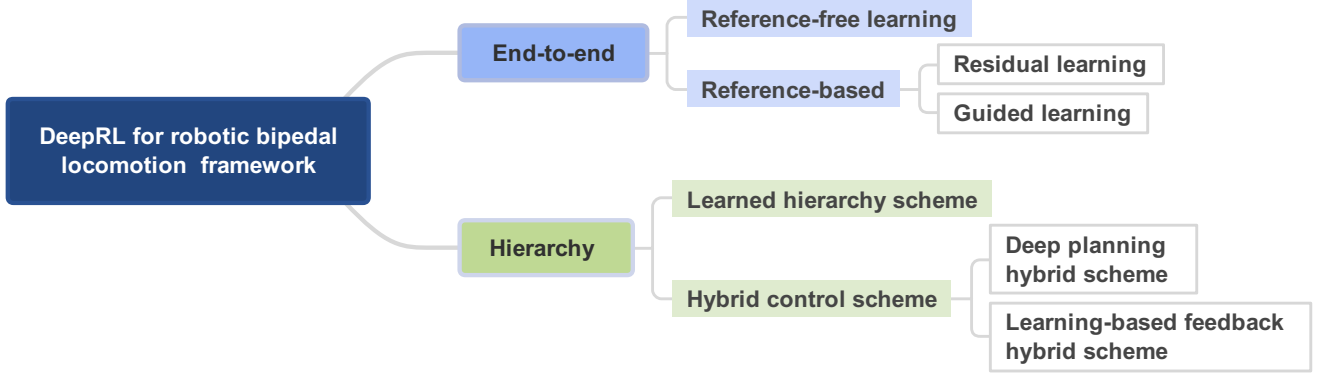 DeepRL for robotic bipedal
locomotion framework
End-to-end
Reference-free learning
Reference-based
Residual learning
Guided learning
Hierarchy
Learned hierarchy scheme
Hybrid control scheme
Deep planning
hybrid scheme
Learning-based feedback
hybrid scheme